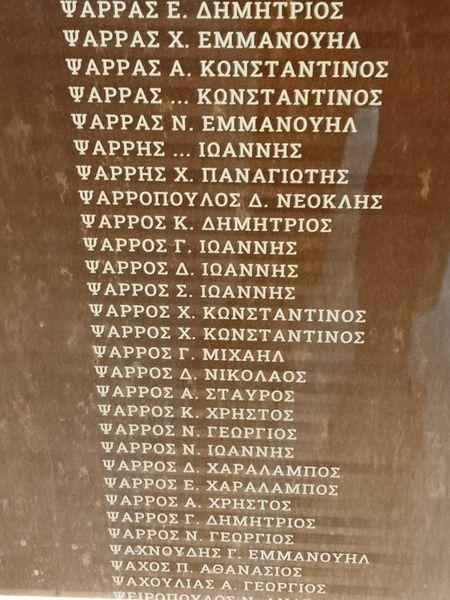 ΨΑΡΡΑΣ Ε. ΔΗΜΗΤΡΙΟΣ
ΨΑΡΡΑΣ Χ. ΕΜΜΑΝΟΥΗΛ
ΨΑΡΡΑΣ Α. ΚΩΝΣΤΑΝΤΙΝΟΣ
ΨΑΡΡΑΣ ... ΚΩΝΣΤΑΝΤΙΝΟΣ
ΨΑΡΡΑΣ Ν. ΕΜΜΑΝΟΥΗΛ
ΨΑΡΡΗΣ ... ΙΩΑΝΝΗΣ
ΨΑΡΡΗΣ Χ. ΠΑΝΑΓΙΩΤΗΣ
ΨΑΡΡΟΠΟΥΛΟΣ Δ. ΝΕΟΚΛΗΣ
ΨΑΡΡΟΣ Κ. ΔΗΜΗΤΡΙΟΣ
ΨΑΡΡΟΣ Γ. ΙΩΑΝΝΗΣ
ΨΑΡΡΟΣ Δ. ΙΩΑΝΝΗΣ
ΨΑΡΡΟΣ Σ. ΙΩΑΝΝΗΣ
ΨΑΡΡΟΣ Χ. ΚΩΝΣΤΑΝΤΙΝΟΣ
ΨΑΡΡΟΣ Χ. ΚΩΝΣΤΑΝΤΙΝΟΣ
ΨΑΡΡΟΣ Γ. ΜΙΧΑΗΛ
ΨΑΡΡΟΣ Δ. ΝΙΚΟΛΑΟΣ
ΨΑΡΡΟΣ Α. ΣΤΑΥΡΟΣ
ΨΑΡΡΟΣ Κ. ΧΡΗΣΤΟΣ
ΨΑΡΡΟΣ Ν. ΓΕΩΡΓΙΟΣ
ΨΑΡΡΟΣ Ν. ΙΩΑΝΝΗΣ
ΨΑΡΡΟΣ Δ. ΧΑΡΑΛΑΜΠΟΣ
ΨΑΡΡΟΣ Ε. ΧΑΡΑΛΑΜΠΟΣ
ΨΑΡΡΟΣ Α. ΧΡΗΣΤΟΣ
ΨΑΡΡΟΣ Γ. ΔΗΜΗΤΡΙΟΣ
ΨΑΡΡΟΣ Ν. ΓΕΩΡΓΙΟΣ
ΨΑΧΝΟΥΔΗΣ Γ. ΕΜΜΑΝΟΥΗΛ
ΨΑΧΟΣ Π. ΑΘΑΝΑΣΙΟΣ
ΨΑΧΟΥΛΙΑΣ Α. ΓΕΩΡΓΙΟΣ
ΨΕΙΡΟΠΟΥΛΟΣ